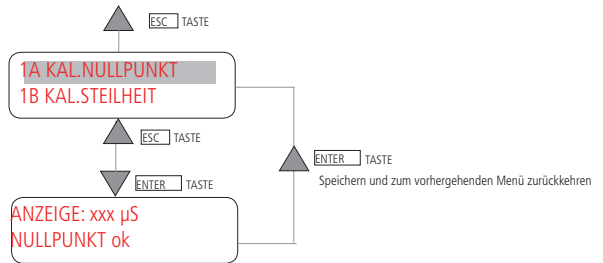 ESC TASTE
1A KAL.NULLPUNKT
1B KAL.STEILHEIT
ESC TASTE
ENTER TASTE
Speichern und zum vorhergehenden Menü zurückkehren
ENTER TASTE
ANZEIGE: xxx µS
NULLPUNKT ok